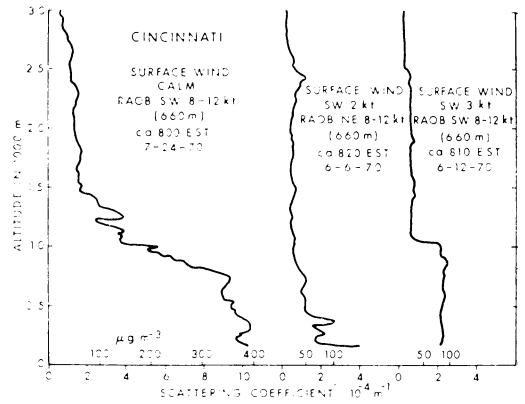 3.0
CINCINNATI
2.5
SURFACE WIND
CALM
RAOB SW 8-12 kt
(660 m)
ca 800 EST
7-24-70
SURFACE WIND
SW 2 kt
RAOB NE 8-12 kt
(660 m)
ca 820 EST
6-6-70
SURFACE WIND
SW 3 kt
RAOB SW 8-12 kt
(660 m)
ca 810 EST
6-12-70
2.0
1.5
1.0
0.5
0
ALTITUDE IN 1000 m
μg m-3
100 200 300 400 50 100 50 100
0 2 4 6 8 10 0 2 4 0 2 4
SCATTERING COEFFICIENT 10-4 m-1